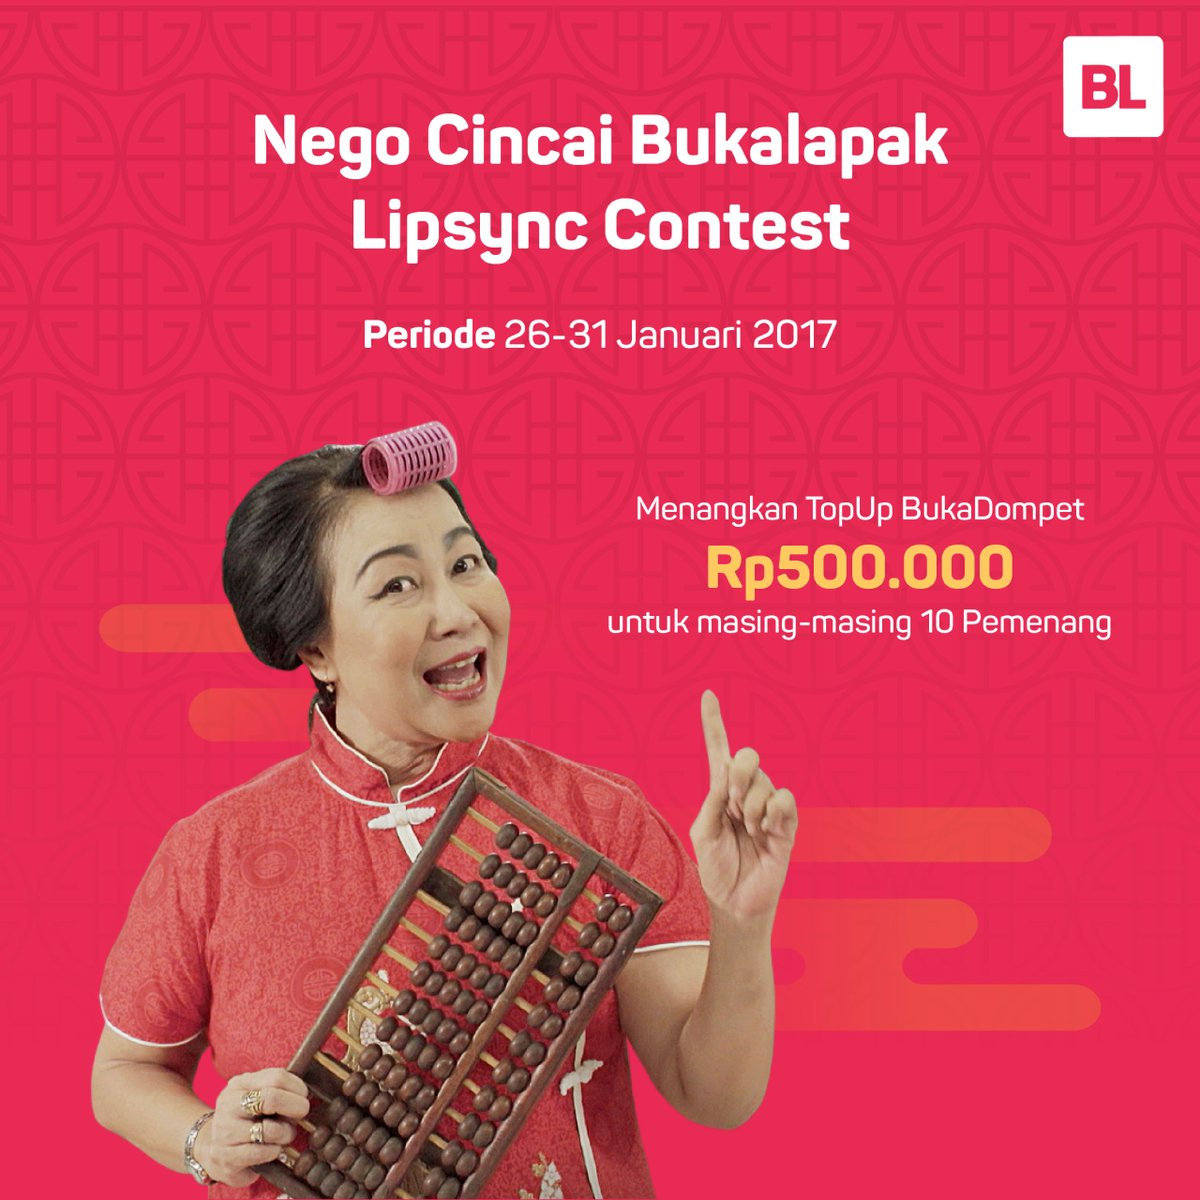 BL
Nego Cincai Bukalapak
Lipsync Contest
Periode 26-31 Januari 2017
Menangkan TopUp BukaDompet
Rp500.000
untuk masing-masing 10 Pemenang